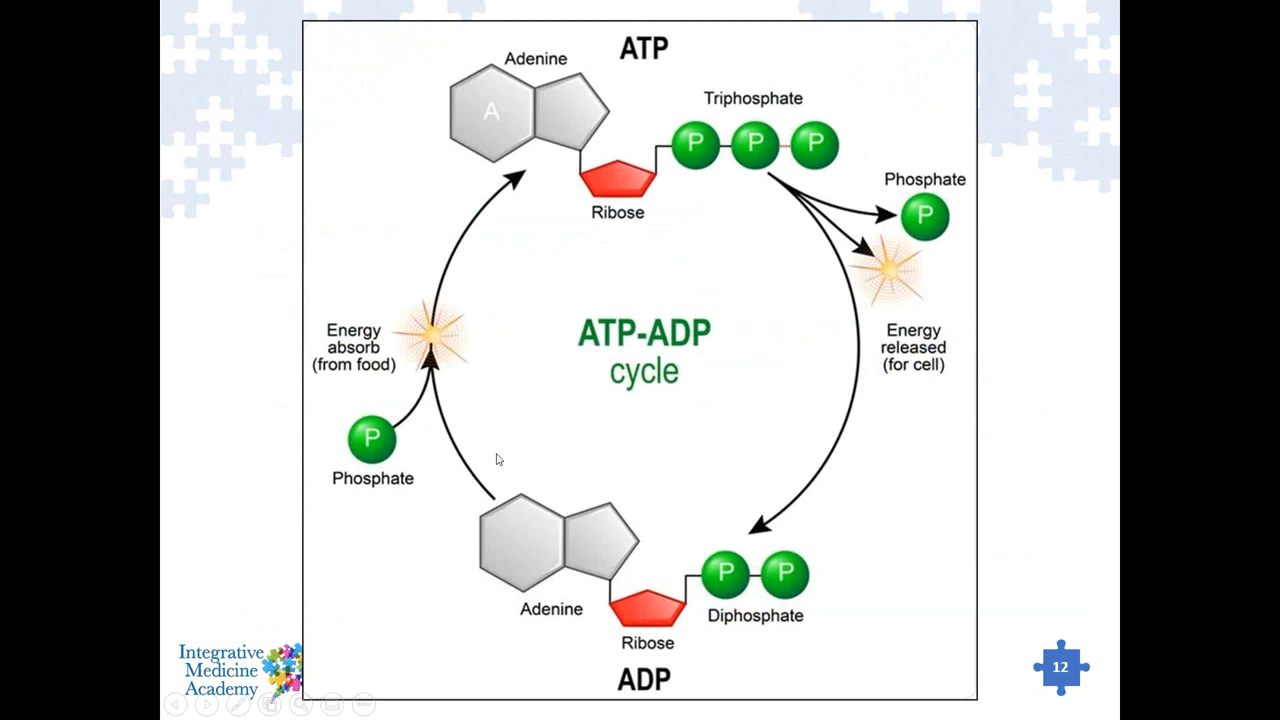 ATP
Adenine
A
Triphosphate
P P P
Phosphate
P
Ribose
Energy
absorb
(from food)
ATP-ADP
cycle
Energy
released
(for cell)
P
Phosphate
P P
Adenine
Diphosphate
Ribose
ADP
Integrative
Medicine
Academy
12